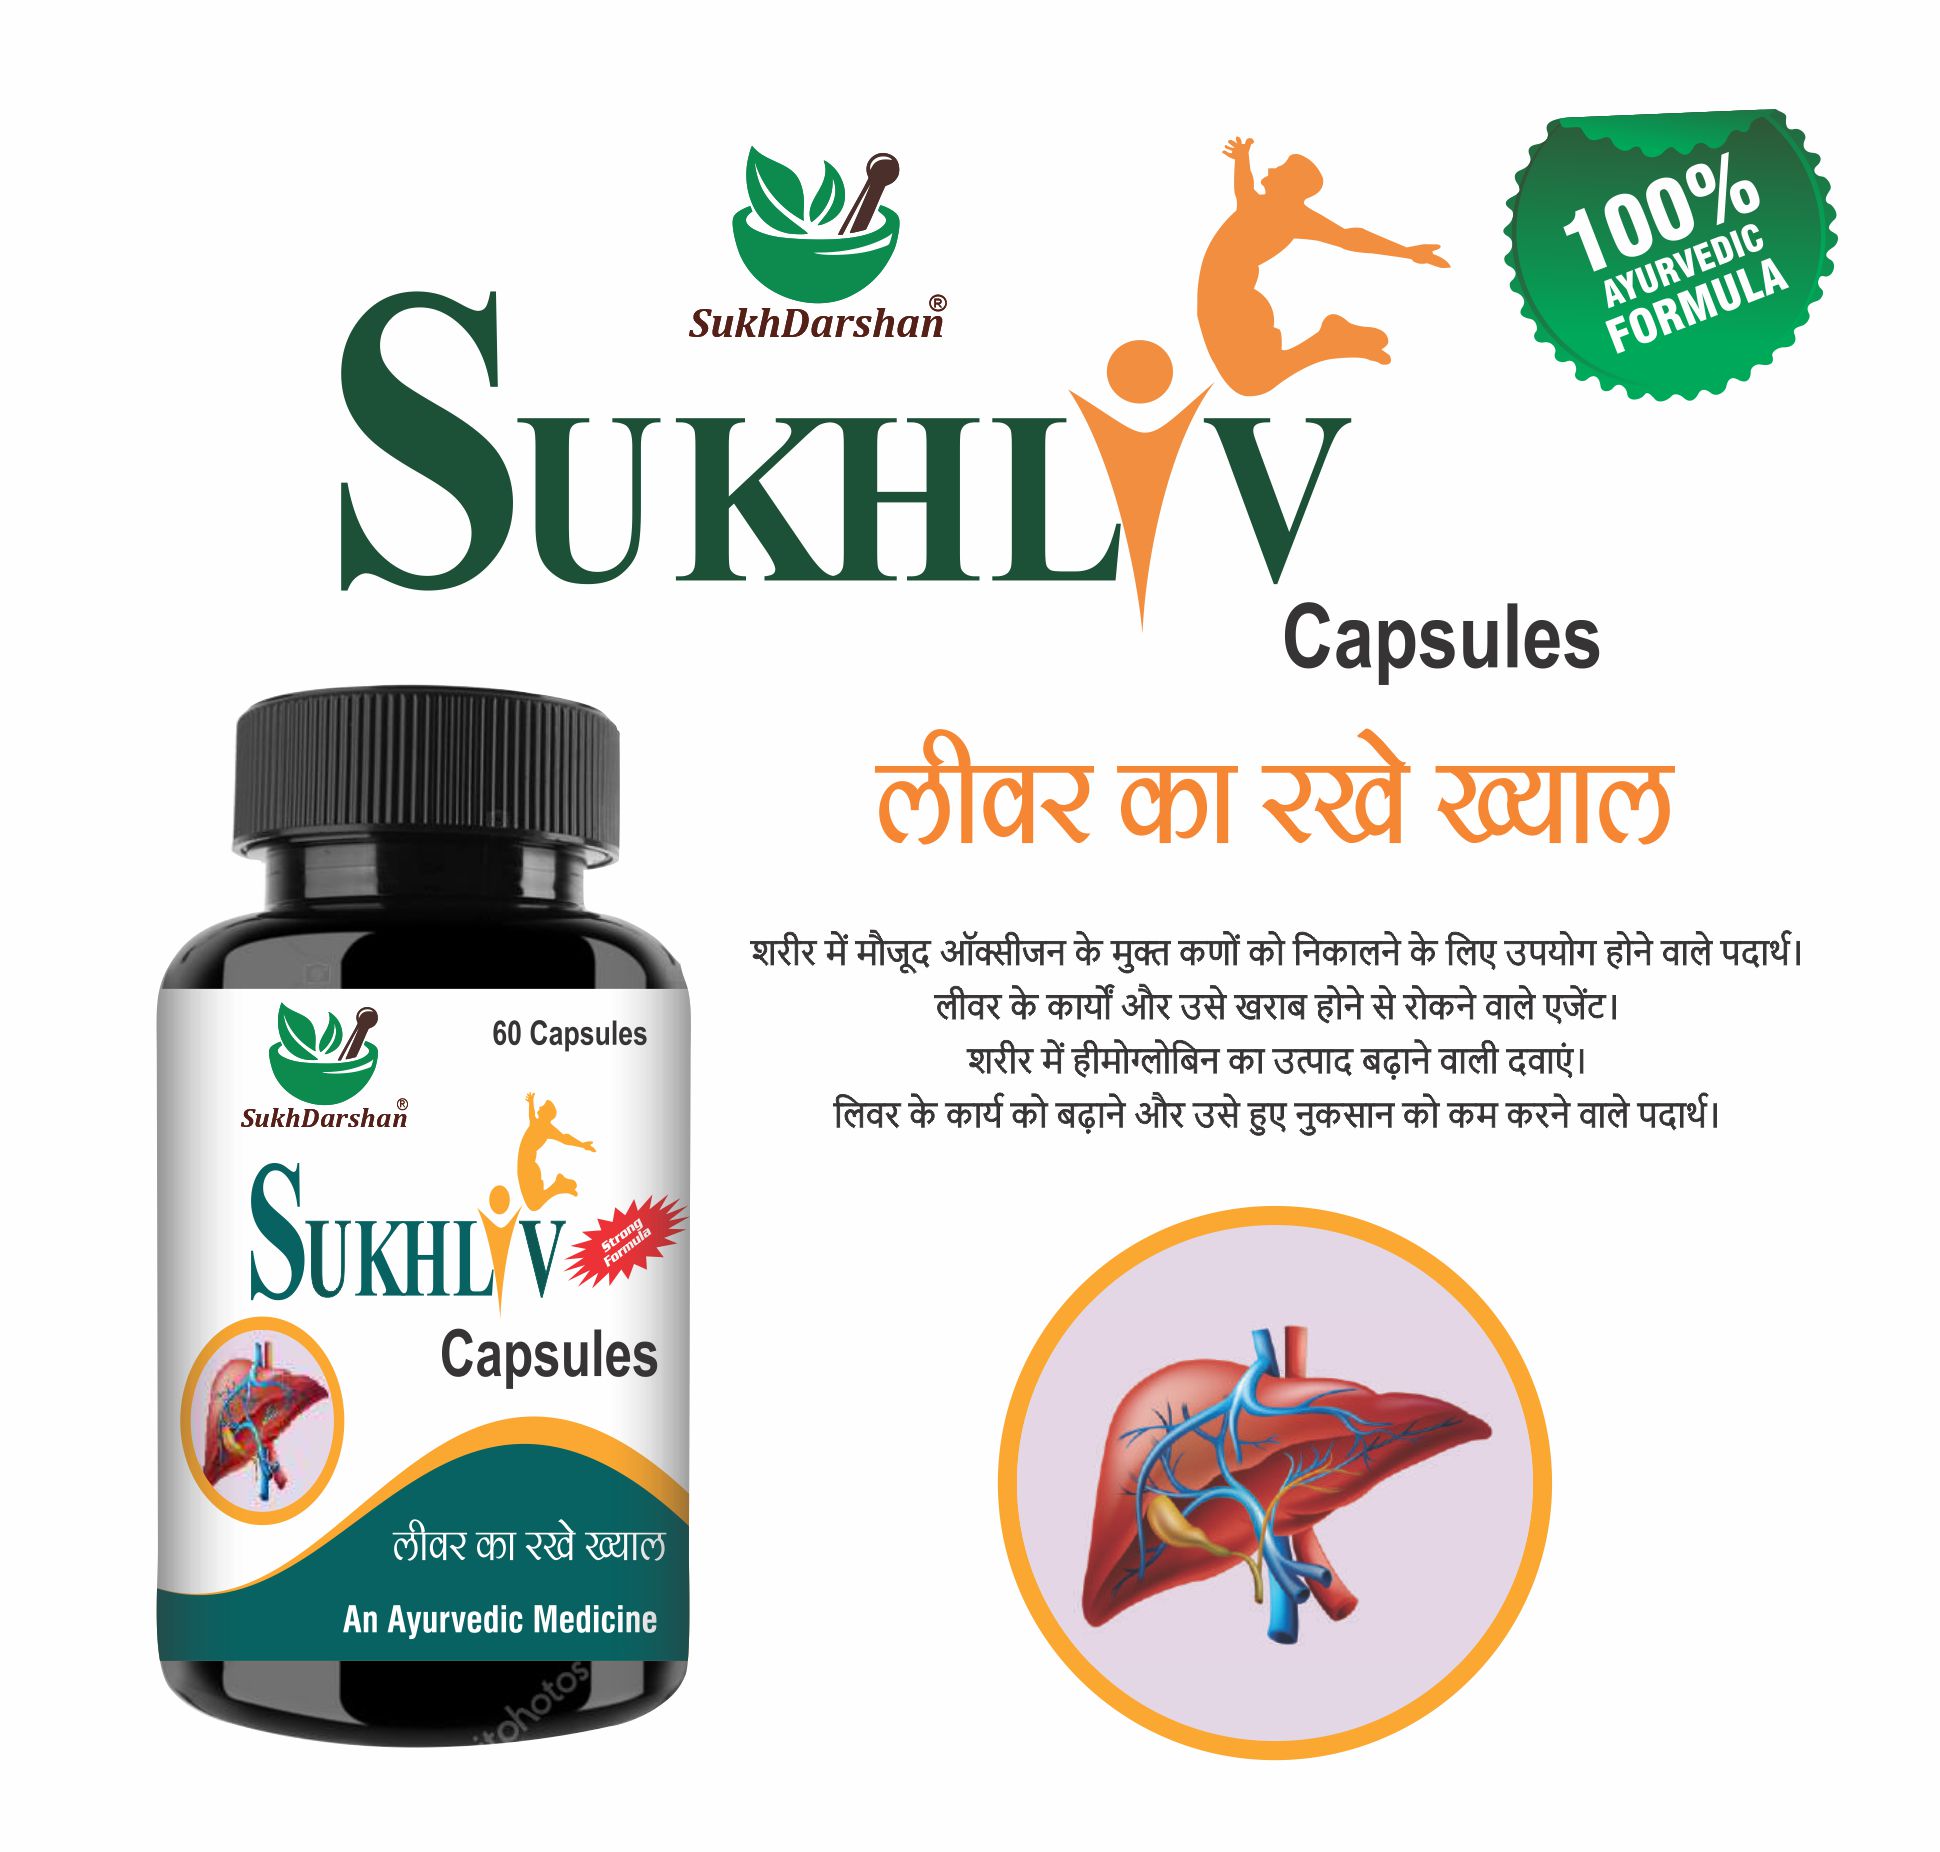 SukhDarshan®
100%
AYURVEDIC
FORMULA
SUKHLIV
Capsules
लीवर का रखे ख्याल
शरीर में मौजूद ऑक्सीजन के मुक्त कणों को निकालने के लिए उपयोग होने वाले पदार्थ।
लीवर के कार्यों और उसे खराब होने से रोकने वाले एजेंट।
शरीर में हीमोग्लोबिन का उत्पाद बढ़ाने वाली दवाएं।
लिवर के कार्य को बढ़ाने और उसे हुए नुकसान को कम करने वाले पदार्थ।
60 Capsules
SukhDarshan®
SUKHLIV
Strong
Formula
Capsules
लीवर का रखे ख्याल
An Ayurvedic Medicine